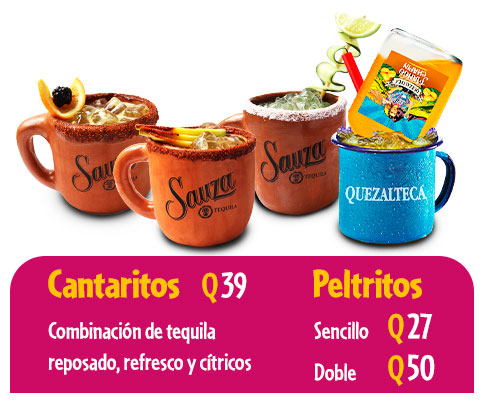 Sauza
Sauza
TEQUILA
Sauza
TEQUILA
QUEZALTECA
Cantaritos Q39
Combinación de tequila
reposado, refresco y cítricos
Peltritos
Sencillo Q27
Doble Q50